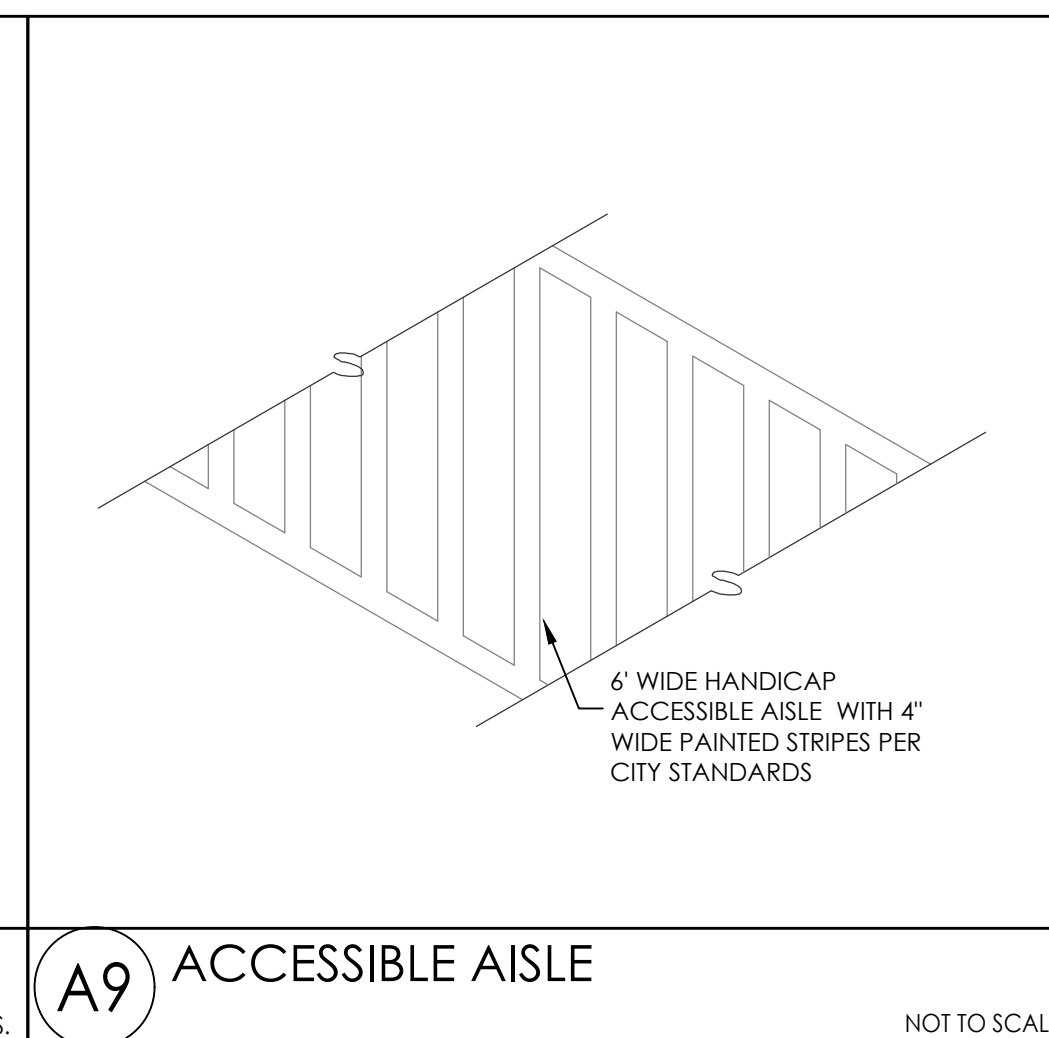 6' WIDE HANDICAP
ACCESSIBLE AISLE WITH 4"
WIDE PAINTED STRIPES PER
CITY STANDARDS
A9 ACCESSIBLE AISLE
S.
NOT TO SCAL